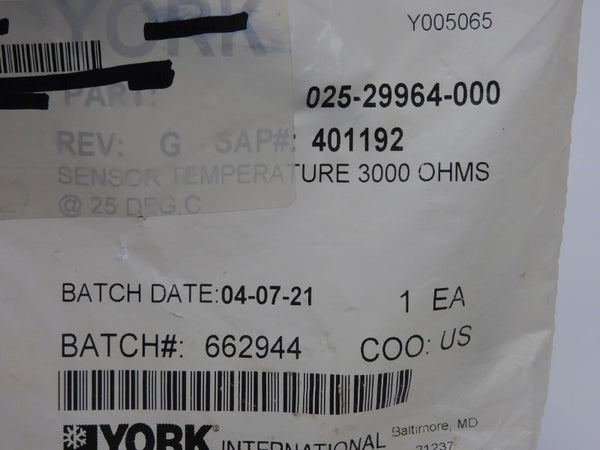 YORK
Y005065
PART: 025-29964-000
REV: G SAP#: 401192
SENSOR TEMPERATURE 3000 OHMS
@ 25 DEG.C
BATCH DATE:04-07-21 1 EA
BATCH#: 662944 COO: US
YORK® INTERNATIONAL Baltimore, MD
21237